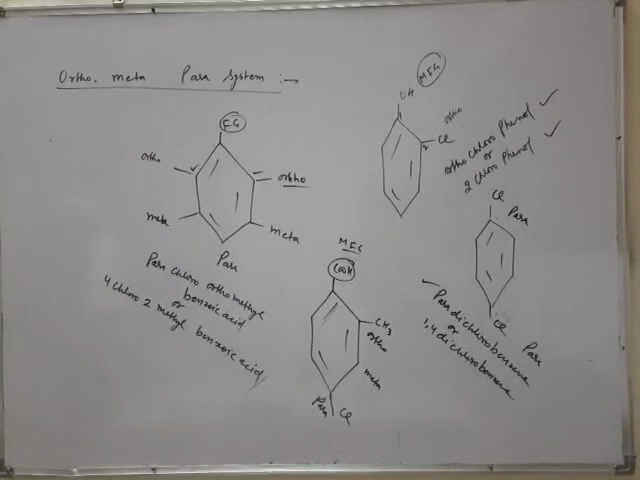 Ortho. meta Para System :-
F.G
ortho
ortho
meta
meta
Para
Para chloro ortho methyl
benzoic acid
or
4 chloro 2 methyl benzoic acid
M.F.G
COOH
CH3
ortho
meta
Para
Cl
OH
M.F.G
1
ortho
Cl
2
ortho chloro phenol ✓
or
2 chloro phenol ✓
Cl
Para
Cl
Para
✓ Para dichlorobenzene
or
1,4 dichlorobenzene